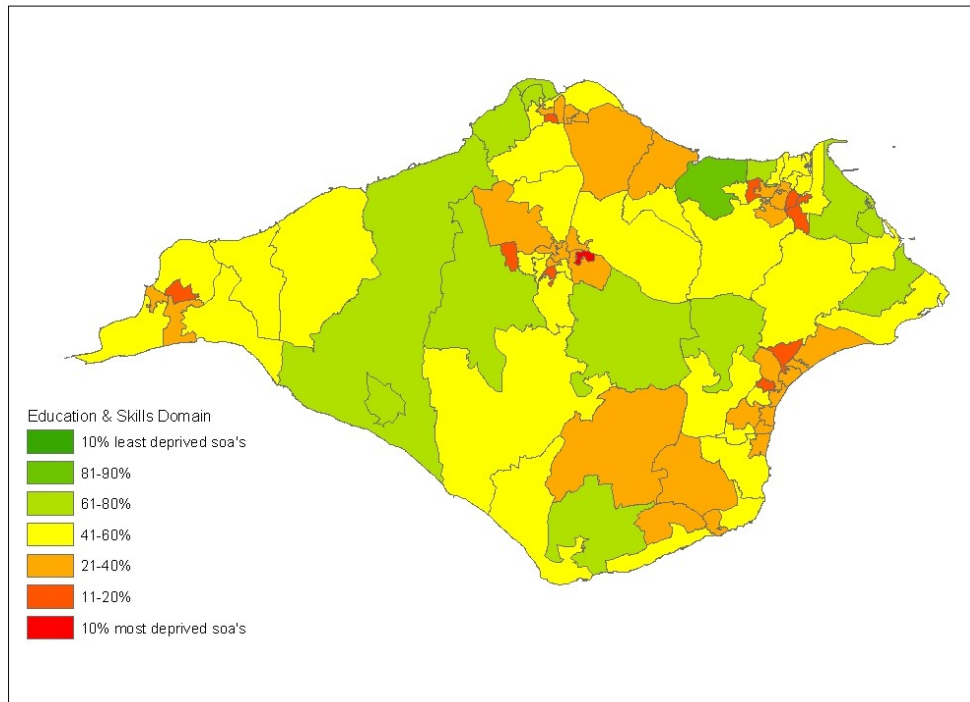 Education & Skills Domain
10% least deprived soa's
81-90%
61-80%
41-60%
21-40%
11-20%
10% most deprived soa's